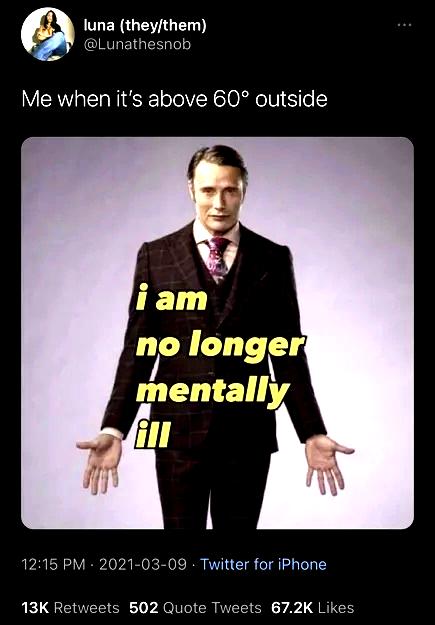 luna (they/them)
@Lunathesnob
Me when it's above 60° outside
i am
no longer
mentally
ill
12:15 PM · 2021-03-09 · Twitter for iPhone
13K Retweets 502 Quote Tweets 67.2K Likes